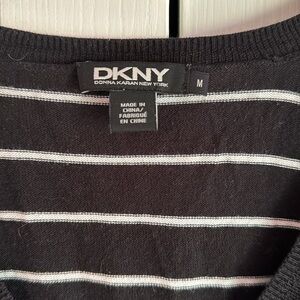 DKNY
DONNA KARAN NEW YORK
M
MADE IN
CHINA/
FABRIQUÉ
EN CHINE